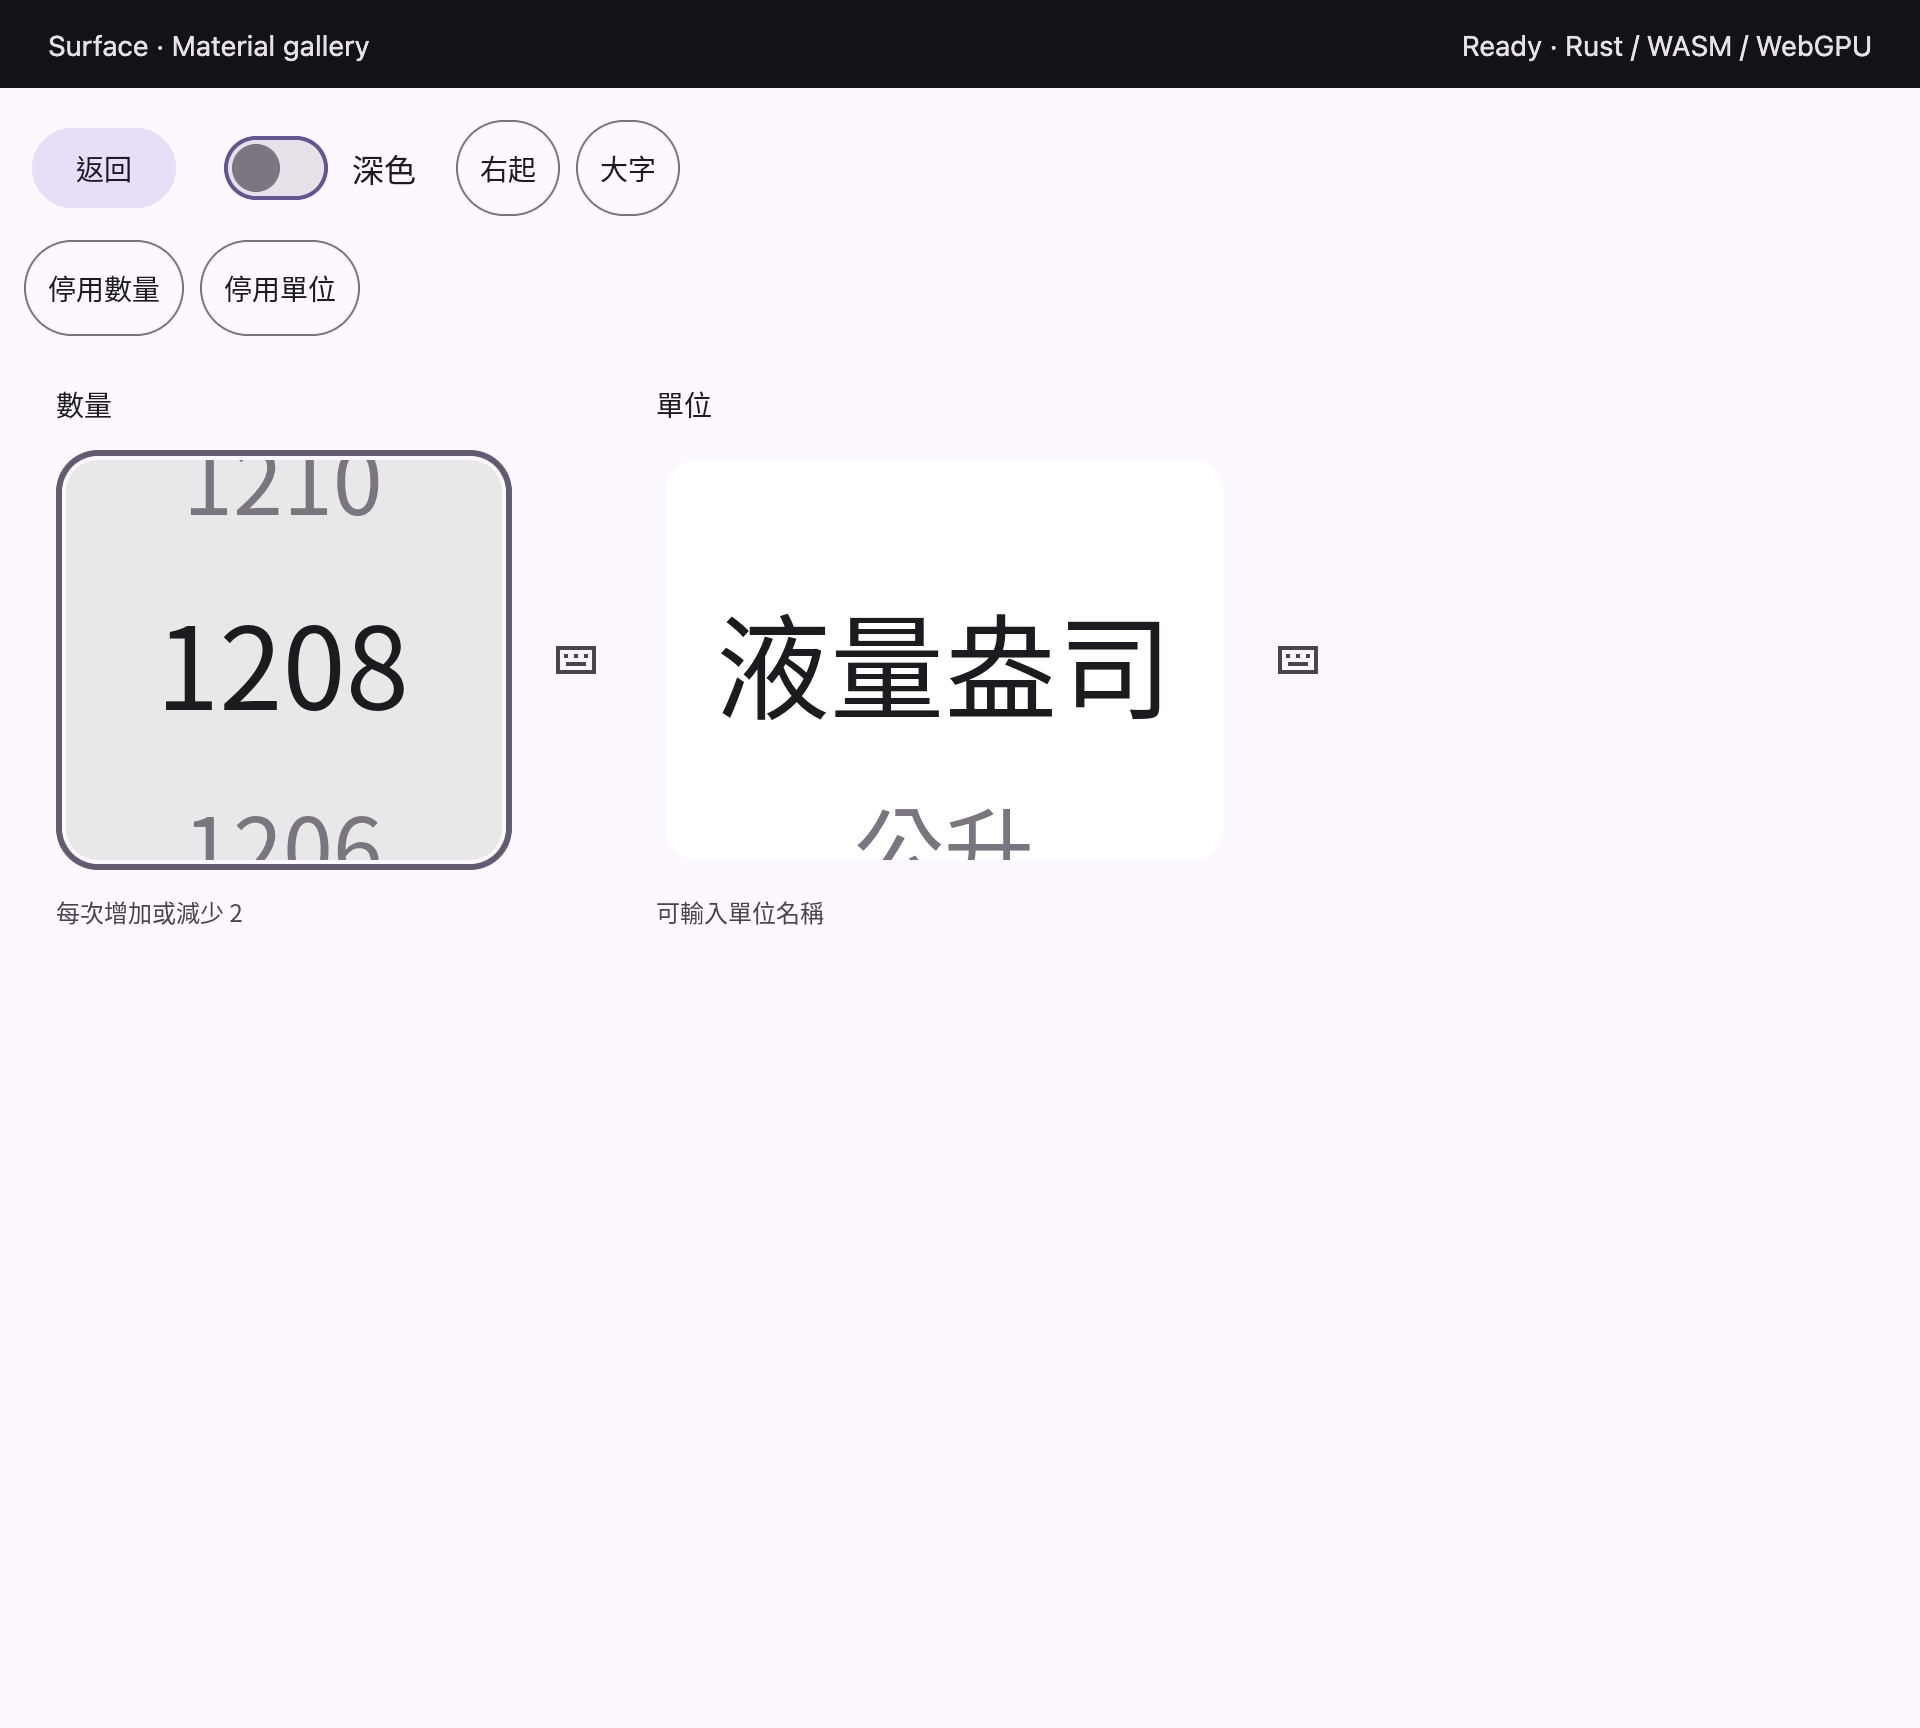 Surface · Material gallery
Ready · Rust / WASM / WebGPU
返回
深色
右起
大字
停用數量
停用單位
數量
1210
1208
1206
每次增加或減少 2
單位
液量盎司
公升
可輸入單位名稱